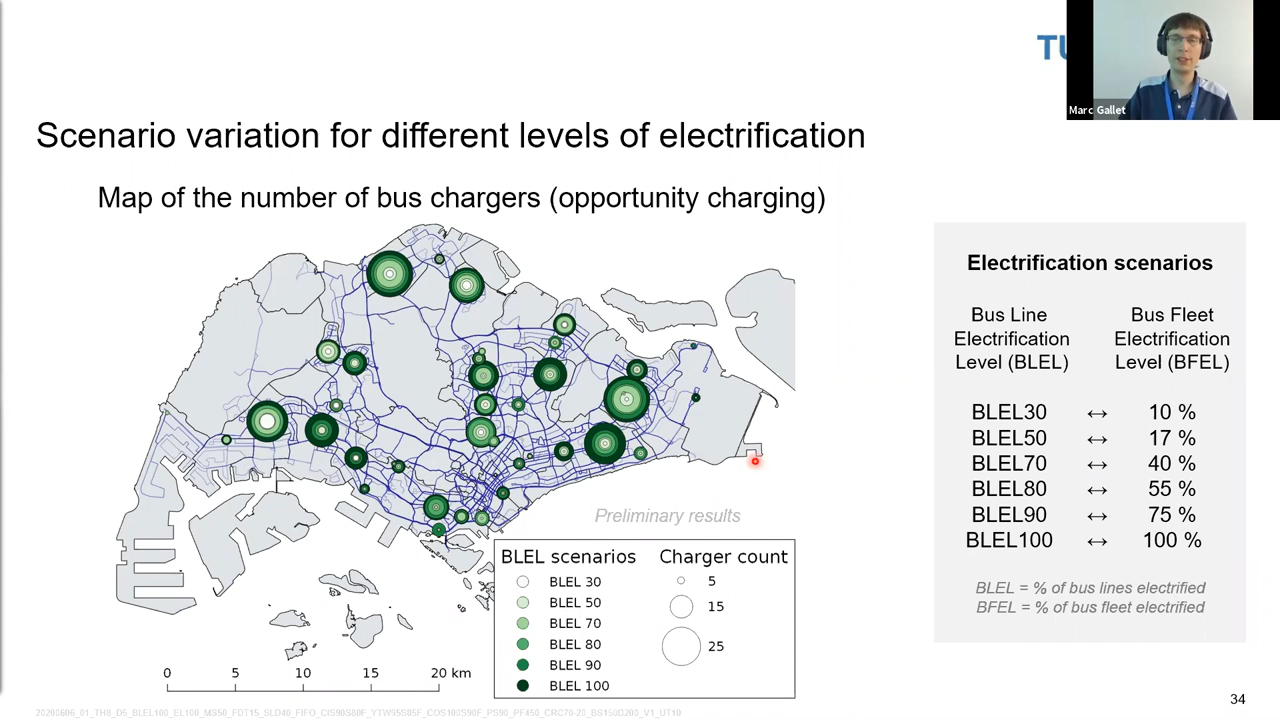 TU
Marc Gallet
Scenario variation for different levels of electrification
Map of the number of bus chargers (opportunity charging)
Preliminary results
BLEL scenarios
BLEL 30
BLEL 50
BLEL 70
BLEL 80
BLEL 90
BLEL 100
Charger count
5
15
25
0 5 10 15 20 km
Electrification scenarios
Bus Line
Electrification
Level (BLEL)
Bus Fleet
Electrification
Level (BFEL)
BLEL30 ↔ 10 %
BLEL50 ↔ 17 %
BLEL70 ↔ 40 %
BLEL80 ↔ 55 %
BLEL90 ↔ 75 %
BLEL100 ↔ 100 %
BLEL = % of bus lines electrified
BFEL = % of bus fleet electrified
34